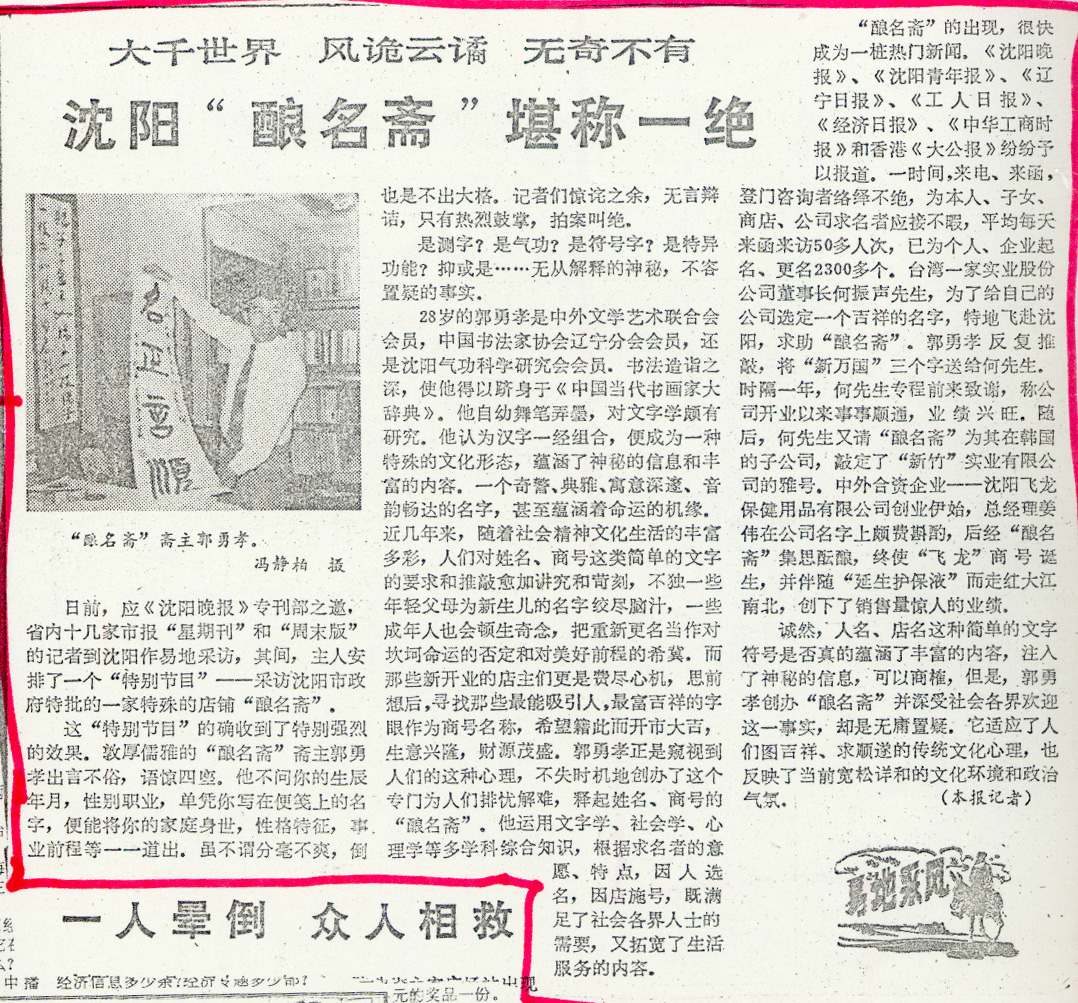 大千世界 风诡云谲 无奇不有
沈阳“酿名斋”堪称一绝
名正言顺
“酿名斋”斋主郭勇孝。
冯静柏 摄
日前，应《沈阳晚报》专刊部之邀，
省内十几家市报“星期刊”和“周末版”
的记者到沈阳作易地采访，其间，主人安
排了一个“特别节目”——采访沈阳市政
府特批的一家特殊的店铺“酿名斋”。
这“特别节目”的确收到了特别强烈
的效果。敦厚儒雅的“酿名斋”斋主郭勇
孝出言不俗，语惊四座。他不问你的生辰
年月，性别职业，单凭你写在便笺上的名
字，便能将你的家庭身世，性格特征，事
业前程等一一道出。虽不谓分毫不爽，倒
也是不出大格。记者们惊诧之余，无言辩
诘，只有热烈鼓掌，拍案叫绝。
是测字？是气功？是符号字？是特异
功能？抑或是……无从解释的神秘，不容
置疑的事实。
28岁的郭勇孝是中外文学艺术联合会
会员，中国书法家协会辽宁分会会员，还
是沈阳气功科学研究会会员。书法造诣之
深，使他得以跻身于《中国当代书画家大
辞典》。他自幼舞笔弄墨，对文字学颇有
研究。他认为汉字一经组合，便成为一种
特殊的文化形态，蕴涵了神秘的信息和丰
富的内容。一个奇警、典雅、寓意深邃、音
韵畅达的名字，甚至蕴涵着命运的机缘。
近几年来，随着社会精神文化生活的丰富
多彩，人们对姓名、商号这类简单的文字
的要求和推敲愈加讲究和苛刻，不独一些
年轻父母为新生儿的名字绞尽脑汁，一些
成年人也会顿生奇念，把重新更名当作对
坎坷命运的否定和对美好前程的希冀。而
那些新开业的店主们更是费尽心机，思前
想后，寻找那些最能吸引人，最富吉祥的字
眼作为商号名称，希望籍此而开市大吉，
生意兴隆，财源茂盛。郭勇孝正是窥视到
人们的这种心理，不失时机地创办了这个
专门为人们排忧解难，释起姓名、商号的
“酿名斋”。他运用文字学、社会学、心
理学等多学科综合知识，根据求名者的意
愿、特点，因人选
名，因店施号，既满
足了社会各界人士的
需要，又拓宽了生活
服务的内容。
“酿名斋”的出现，很快
成为一桩热门新闻。《沈阳晚
报》、《沈阳青年报》、《辽
宁日报》、《工人日报》、
《经济日报》、《中华工商时
报》和香港《大公报》纷纷予
以报道。一时间，来电、来函，
登门咨询者络绎不绝，为本人、子女、
商店、公司求名者应接不暇，平均每天
来函来访50多人次，已为个人、企业起
名、更名2300多个。台湾一家实业股份
公司董事长何振声先生，为了给自己的
公司选定一个吉祥的名字，特地飞赴沈
阳，求助“酿名斋”。郭勇孝反复推
敲，将“新万国”三个字送给何先生。
时隔一年，何先生专程前来致谢，称公
司开业以来事事顺通，业绩兴旺。随
后，何先生又请“酿名斋”为其在韩国
的子公司，敲定了“新竹”实业有限公
司的雅号。中外合资企业——沈阳飞龙
保健用品有限公司创业伊始，总经理姜
伟在公司名字上颇费斟酌，后经“酿名
斋”集思酝酿，终使“飞龙”商号诞
生，并伴随“延生护保液”而走红大江
南北，创下了销售量惊人的业绩。
诚然，人名、店名这种简单的文字
符号是否真的蕴涵了丰富的内容，注入
了神秘的信息，可以商榷，但是，郭勇
孝创办“酿名斋”并深受社会各界欢迎
这一事实，却是无庸置疑。它适应了人
们图吉祥、求顺遂的传统文化心理，也
反映了当前宽松详和的文化环境和政治
气氛。 （本报记者）
易地采风
一人晕倒 众人相救
元的奖品一份。